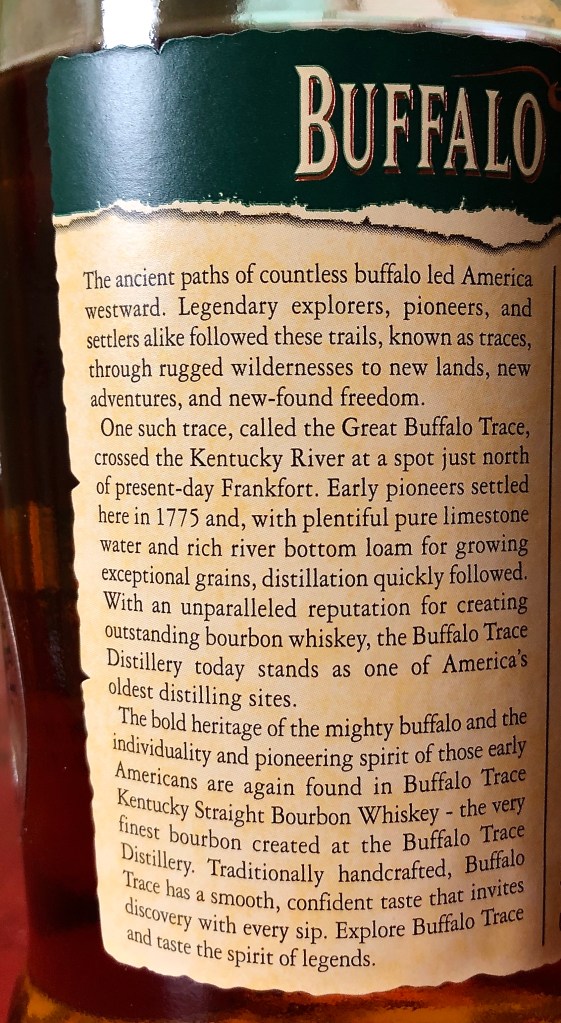 BUFFALO
The ancient paths of countless buffalo led America
westward. Legendary explorers, pioneers, and
settlers alike followed these trails, known as traces,
through rugged wildernesses to new lands, new
adventures, and new-found freedom.
One such trace, called the Great Buffalo Trace,
crossed the Kentucky River at a spot just north
of present-day Frankfort. Early pioneers settled
here in 1775 and, with plentiful pure limestone
water and rich river bottom loam for growing
exceptional grains, distillation quickly followed.
With an unparalleled reputation for creating
outstanding bourbon whiskey, the Buffalo Trace
Distillery today stands as one of America's
oldest distilling sites.
The bold heritage of the mighty buffalo and the
individuality and pioneering spirit of those early
Americans are again found in Buffalo Trace
Kentucky Straight Bourbon Whiskey - the very
finest bourbon created at the Buffalo Trace
Distillery. Traditionally handcrafted, Buffalo
Trace has a smooth, confident taste that invites
discovery with every sip. Explore Buffalo Trace
and taste the spirit of legends.